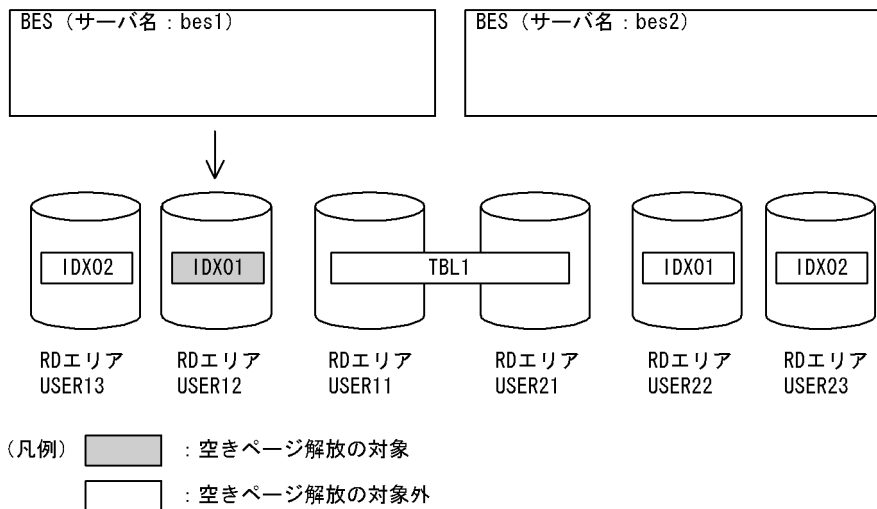 BES（サーバ名：bes1）
BES（サーバ名：bes2）
IDX02
IDX01
TBL1
IDX01
IDX02
RDエリア
USER13
RDエリア
USER12
RDエリア
USER11
RDエリア
USER21
RDエリア
USER22
RDエリア
USER23
（凡例）
：空きページ解放の対象
：空きページ解放の対象外